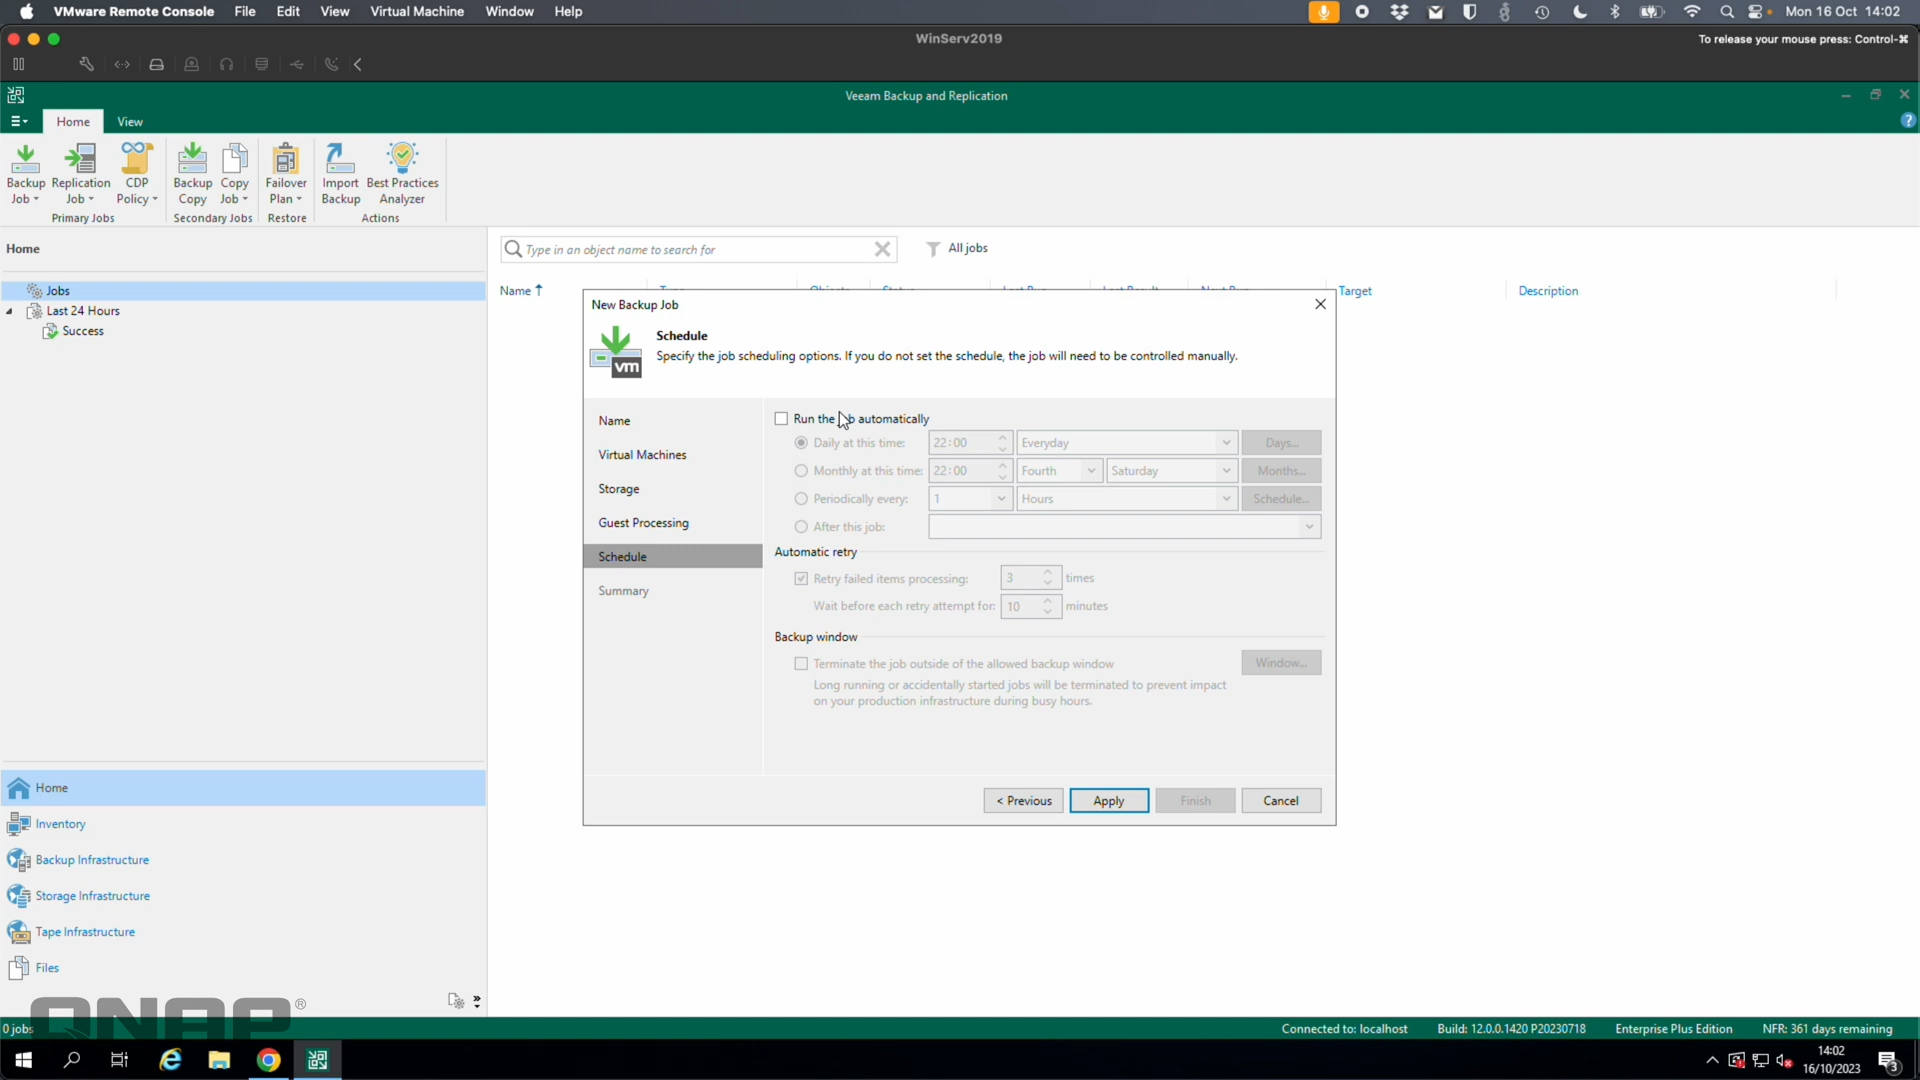 VMware Remote Console File Edit View Virtual Machine Window Help Mon 16 Oct 14:02
WinServ2019
To release your mouse press: Control-⌘
Veeam Backup and Replication
Home View
Backup Job
Replication Job
CDP Policy
Backup Copy
Copy Job
Failover Plan
Import Backup
Best Practices Analyzer
Primary Jobs
Secondary Jobs
Restore
Actions
Home
Type in an object name to search for
All jobs
Jobs
Last 24 Hours
Success
Name
Target
Description
New Backup Job
Schedule
Specify the job scheduling options. If you do not set the schedule, the job will need to be controlled manually.
Name
Virtual Machines
Storage
Guest Processing
Schedule
Summary
Run the job automatically
Daily at this time: 22:00 Everyday Days...
Monthly at this time: 22:00 Fourth Saturday Months...
Periodically every: 1 Hours Schedule...
After this job:
Automatic retry
Retry failed items processing: 3 times
Wait before each retry attempt for: 10 minutes
Backup window
Terminate the job outside of the allowed backup window Window...
Long running or accidentally started jobs will be terminated to prevent impact
on your production infrastructure during busy hours.
< Previous Apply Finish Cancel
Home
Inventory
Backup Infrastructure
Storage Infrastructure
Tape Infrastructure
Files
QNAP®
0 jobs
Connected to: localhost Build: 12.0.0.1420 P20230718 Enterprise Plus Edition NFR: 361 days remaining
14:02
16/10/2023
3